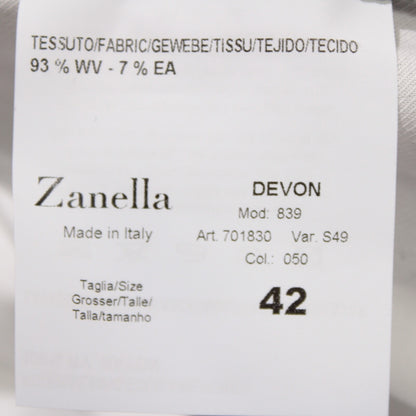 TESSUTO/FABRIC/GEWEBE/TISSU/TEJIDO/TECIDO
93 % WV - 7 % EA
Zanella
Made in Italy
DEVON
Mod: 839
Art. 701830 Var. S49
Col.: 050
Taglia/Size
Grosser/Talle/
Talla/tamanho
42